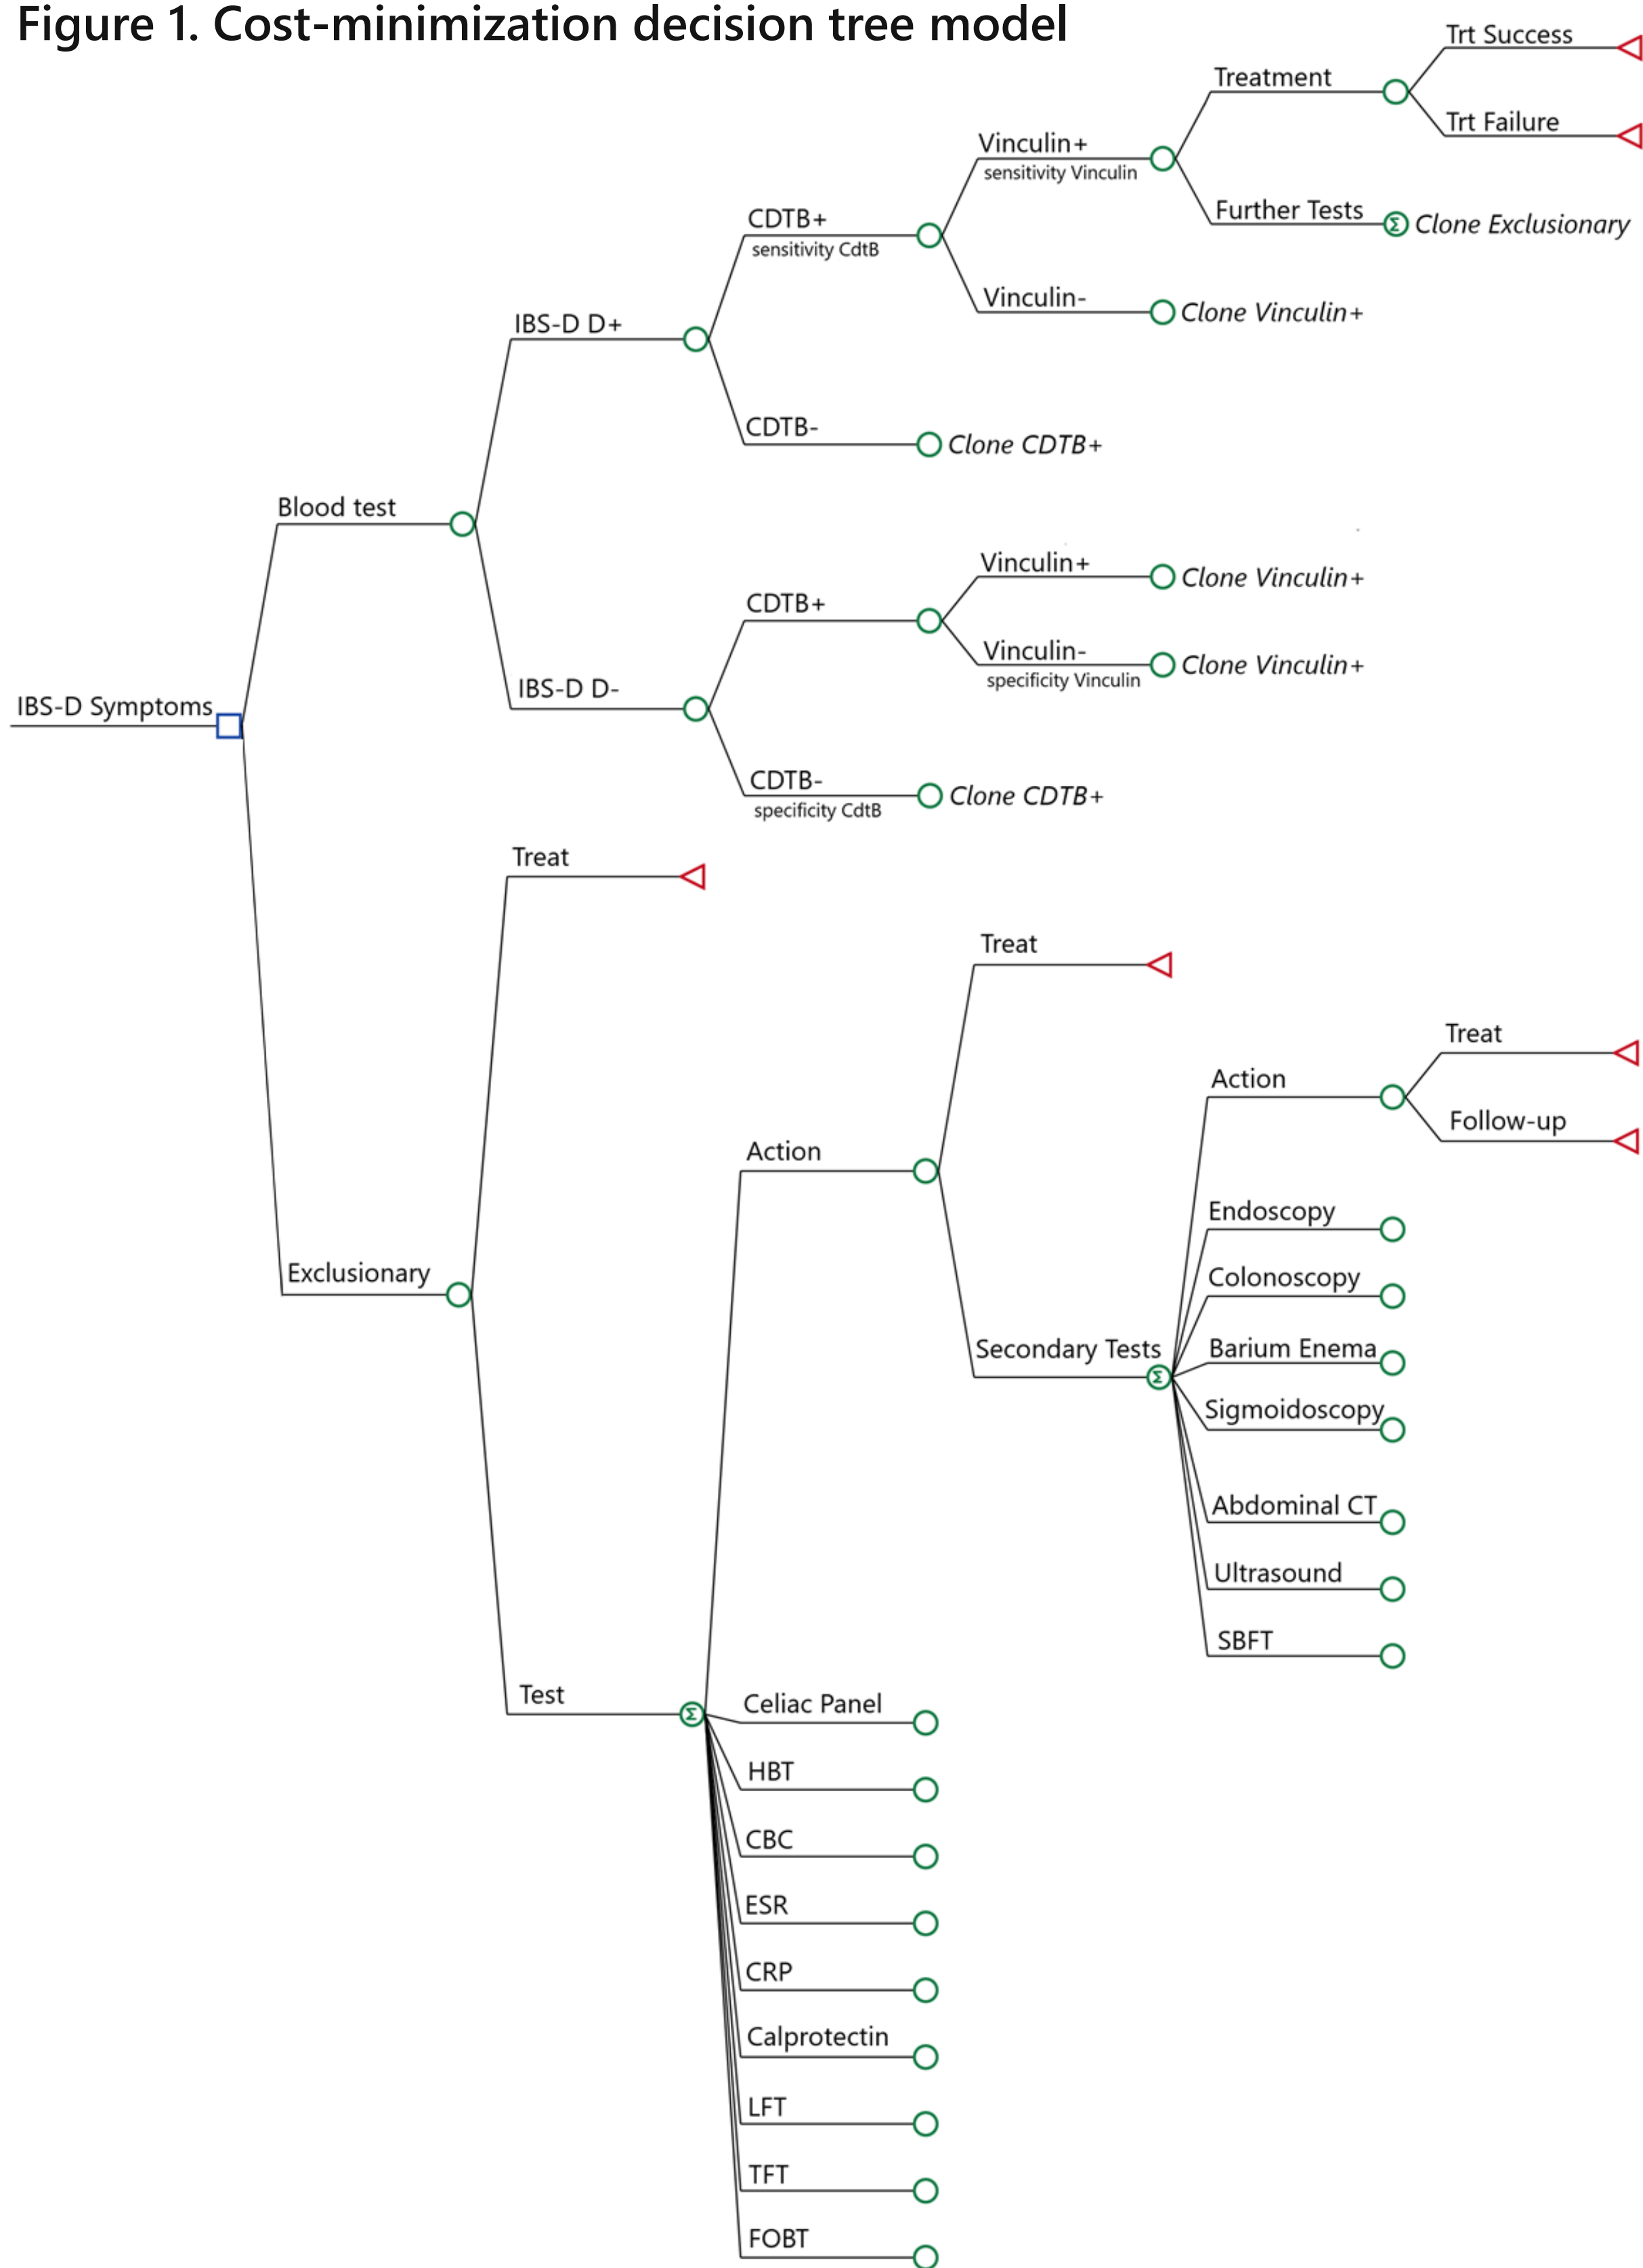 Figure 1. Cost-minimization decision tree model
Trt Success
Treatment
Trt Failure
Vinculin+
sensitivity Vinculin
Further Tests
Clone Exclusionary
CDTB+
sensitivity CdtB
Vinculin-
Clone Vinculin+
IBS-D D+
CDTB-
Clone CDTB+
Blood test
Vinculin+
Clone Vinculin+
CDTB+
Vinculin-
specificity Vinculin
Clone Vinculin+
IBS-D D-
IBS-D Symptoms
CDTB-
specificity CdtB
Clone CDTB+
Treat
Treat
Treat
Action
Follow-up
Action
Endoscopy
Exclusionary
Colonoscopy
Secondary Tests
Barium Enema
Sigmoidoscopy
Abdominal CT
Ultrasound
SBFT
Test
Celiac Panel
HBT
CBC
ESR
CRP
Calprotectin
LFT
TFT
FOBT